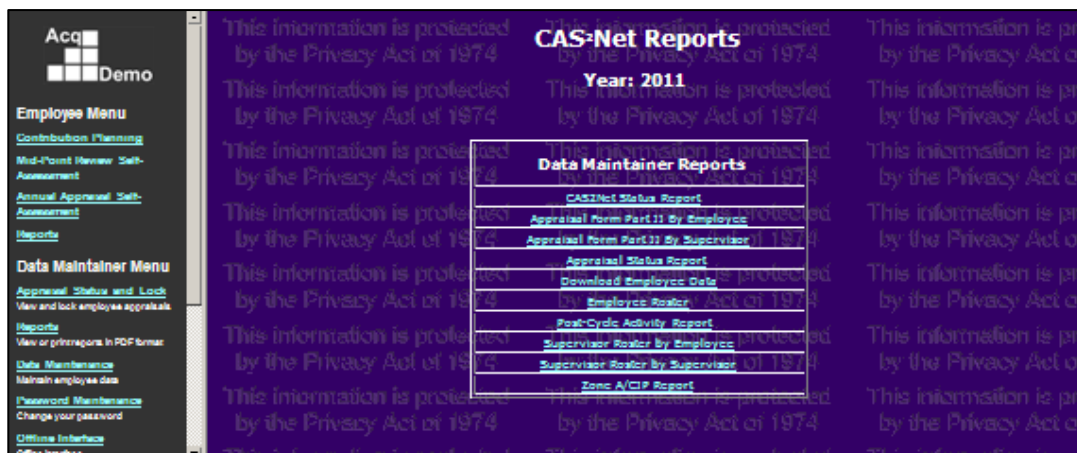 Acq
Demo
Employee Menu
Contribution Planning
Mid-Point Review Self-
Assessment
Annual Appraisal Self-
Assessment
Reports
Data Maintainer Menu
Appraisal Status and Lock
View and lock employee appraisals
Reports
View or print reports in PDF format
Data Maintenance
Maintain employee data
Password Maintenance
Change your password
Offline Interface
CAS²Net Reports
Year: 2011
Data Maintainer Reports
CAS2Net Status Report
Appraisal Form Part II By Employee
Appraisal Form Part II By Supervisor
Appraisal Status Report
Download Employee Data
Employee Roster
Post-Cycle Activity Report
Supervisor Roster by Employee
Supervisor Roster by Supervisor
Zone A/CIP Report
This information is protected
by the Privacy Act of 1974